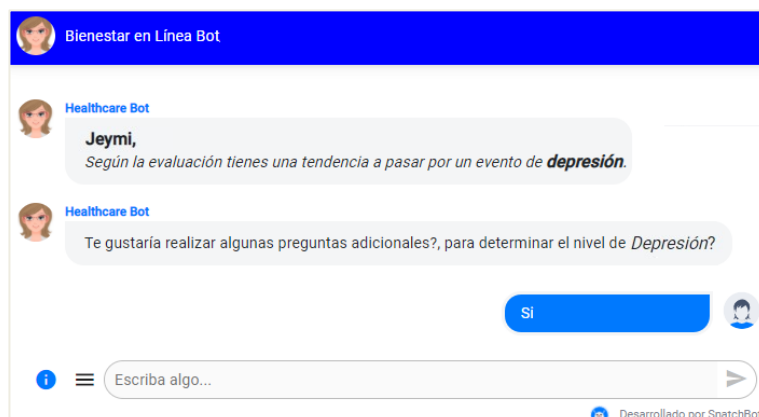 Bienestar en Línea Bot
Healthcare Bot
Jeymi,
Según la evaluación tienes una tendencia a pasar por un evento de depresión.
Healthcare Bot
Te gustaría realizar algunas preguntas adicionales?, para determinar el nivel de Depresión?
Si
Escriba algo...
Desarrollado por SnatchBot